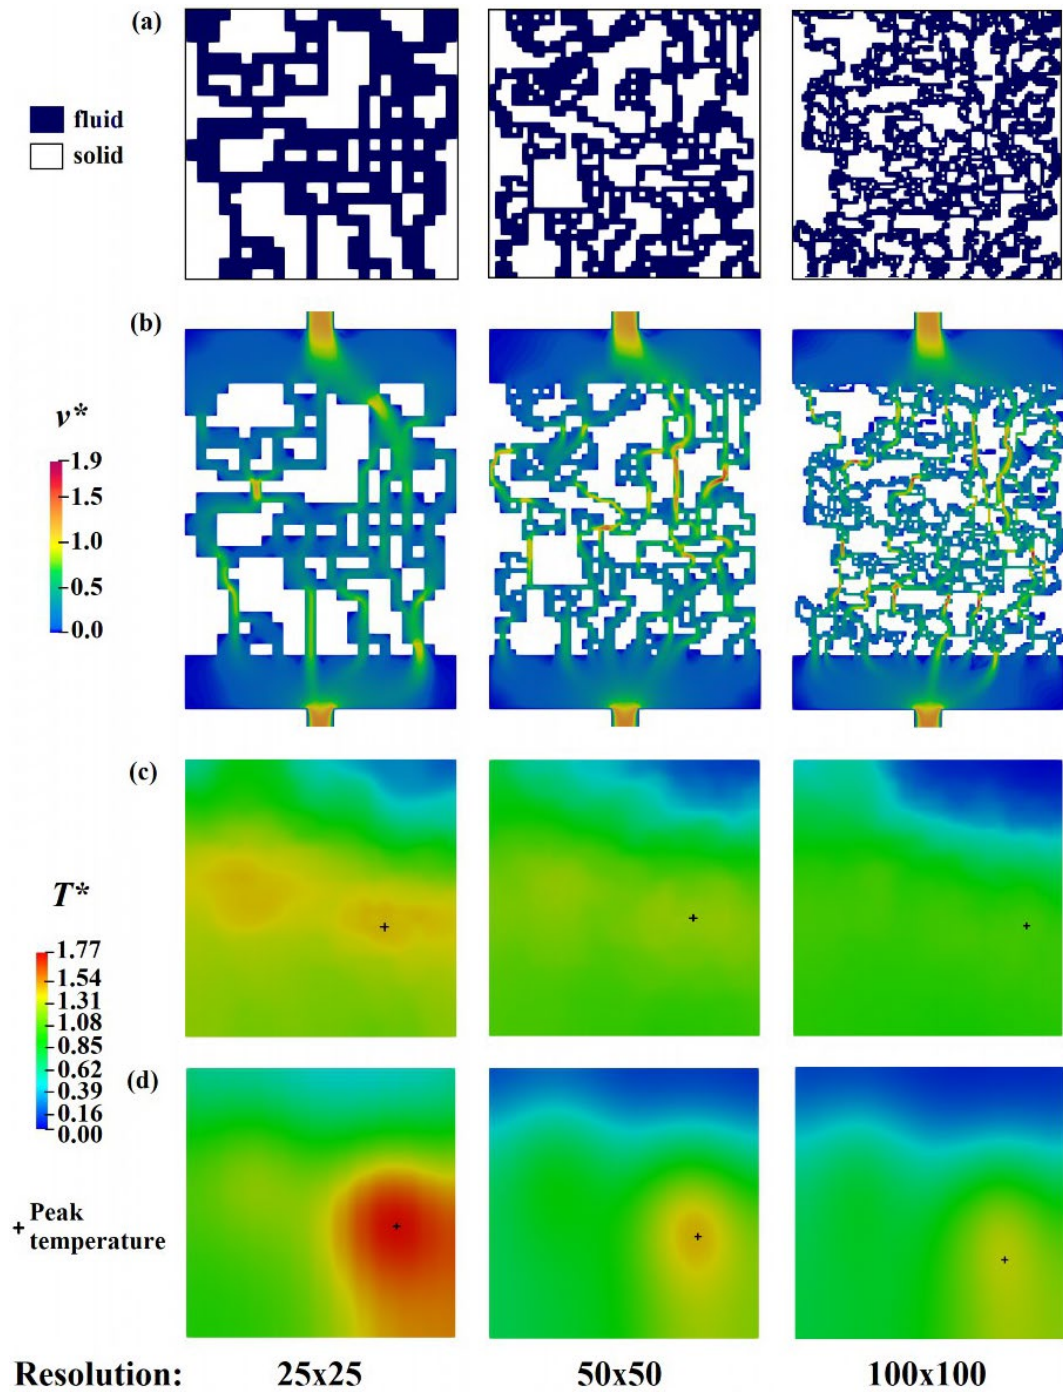 (a)
fluid
solid
(b)
v*
1.9
1.5
1.0
0.5
0.0
(c)
T*
1.77
1.54
1.31
1.08
0.85
0.62
0.39
0.16
0.00
(d)
+ Peak
temperature
Resolution: 25x25 50x50 100x100